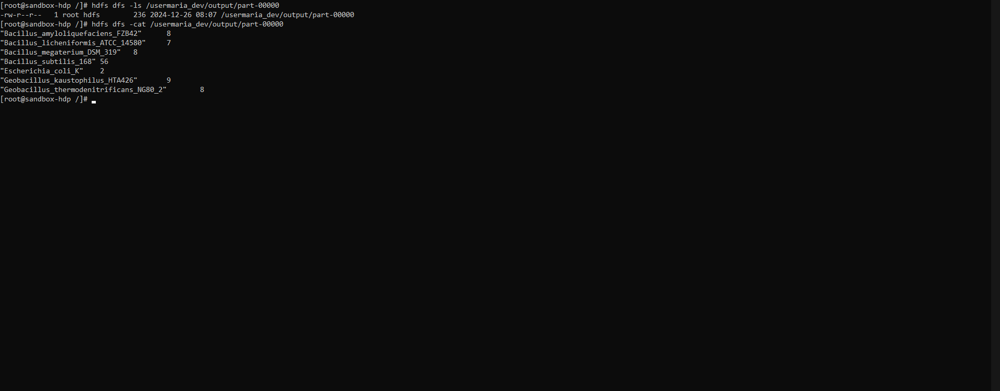 [root@sandbox-hdp /]# hdfs dfs -ls /usermaria_dev/output/part-00000
-rw-r--r--   1 root hdfs        236 2024-12-26 08:07 /usermaria_dev/output/part-00000
[root@sandbox-hdp /]# hdfs dfs -cat /usermaria_dev/output/part-00000
"Bacillus_amyloliquefaciens_FZB42"      8
"Bacillus_licheniformis_ATCC_14580"     7
"Bacillus_megaterium_DSM_319"   8
"Bacillus_subtilis_168" 56
"Escherichia_coli_K"    2
"Geobacillus_kaustophilus_HTA426"       9
"Geobacillus_thermodenitrificans_NG80_2"        8
[root@sandbox-hdp /]#